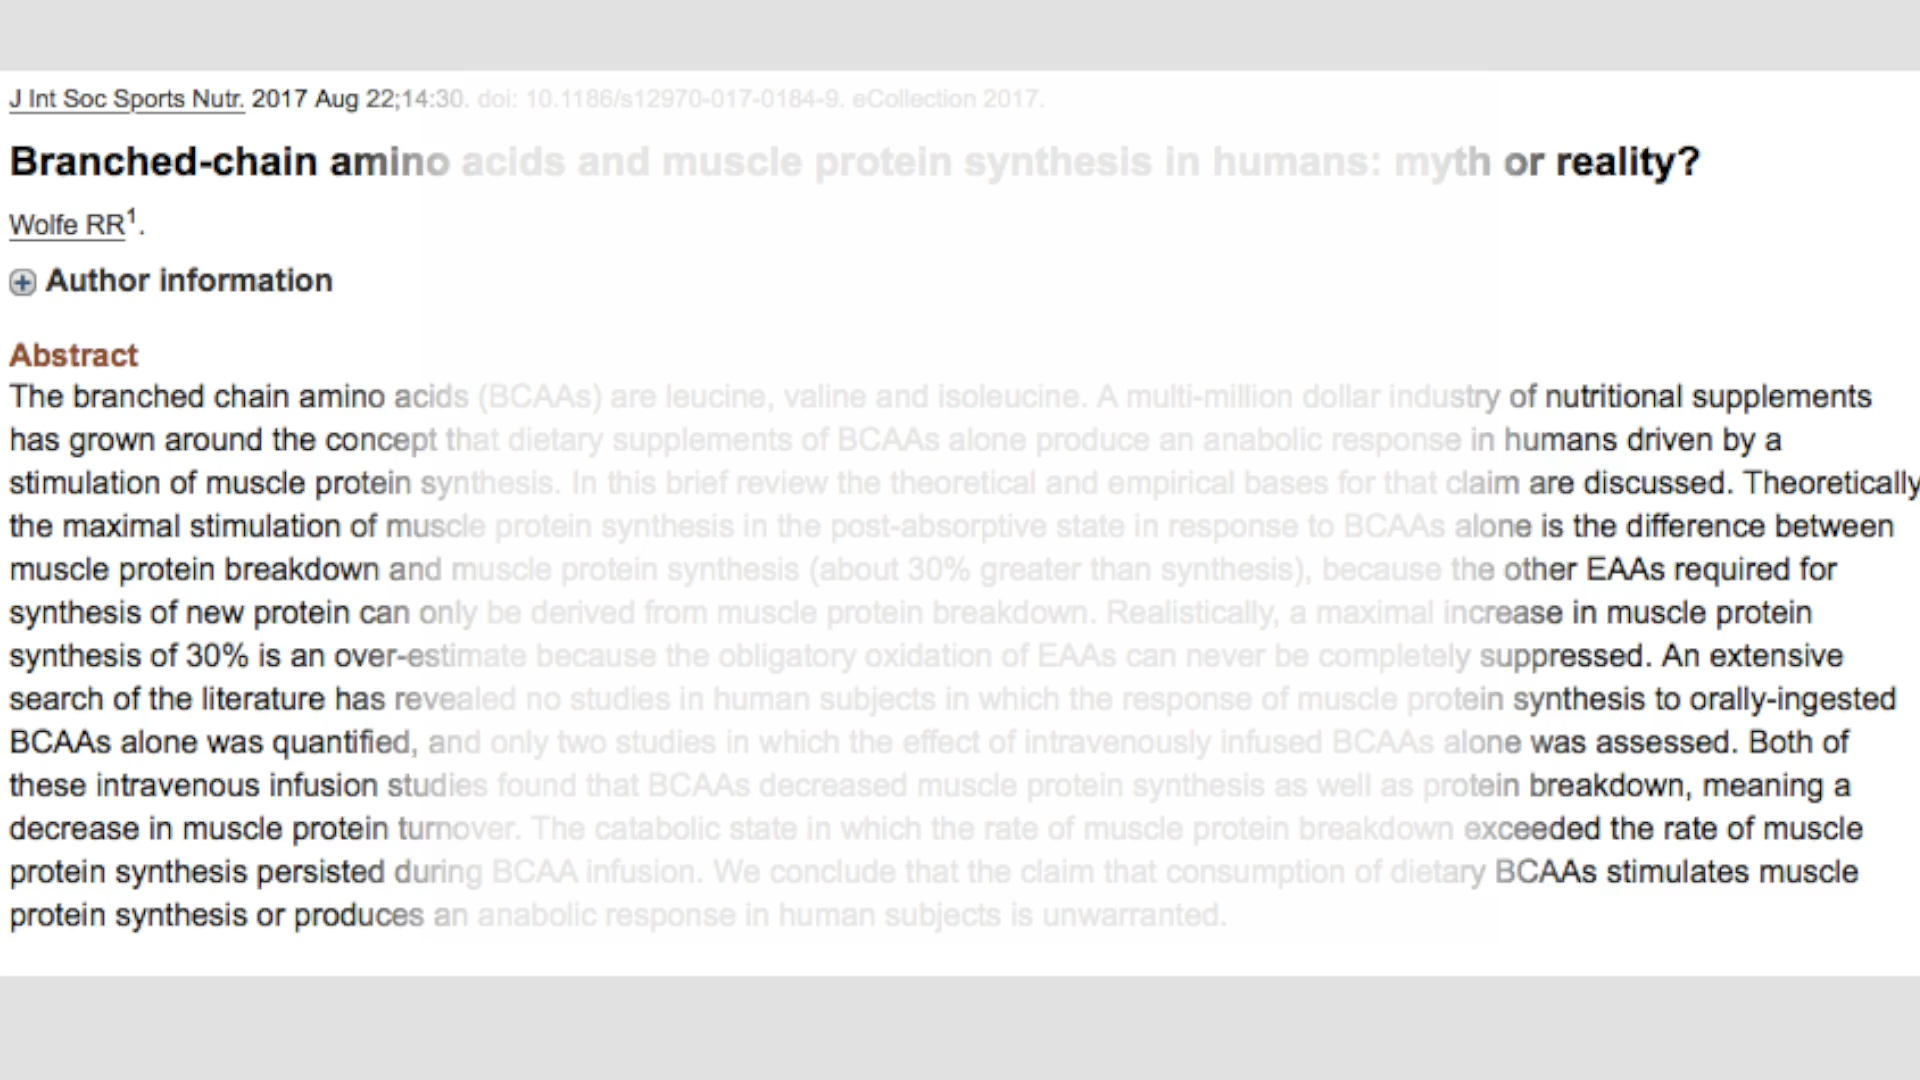 J Int Soc Sports Nutr. 2017 Aug 22;14:30. doi: 10.1186/s12970-017-0184-9. eCollection 2017.
Branched-chain amino acids and muscle protein synthesis in humans: myth or reality?
Wolfe RR1.
Author information
Abstract
The branched chain amino acids (BCAAs) are leucine, valine and isoleucine. A multi-million dollar industry of nutritional supplements
has grown around the concept that dietary supplements of BCAAs alone produce an anabolic response in humans driven by a
stimulation of muscle protein synthesis. In this brief review the theoretical and empirical bases for that claim are discussed. Theoretically
the maximal stimulation of muscle protein synthesis in the post-absorptive state in response to BCAAs alone is the difference between
muscle protein breakdown and muscle protein synthesis (about 30% greater than synthesis), because the other EAAs required for
synthesis of new protein can only be derived from muscle protein breakdown. Realistically, a maximal increase in muscle protein
synthesis of 30% is an over-estimate because the obligatory oxidation of EAAs can never be completely suppressed. An extensive
search of the literature has revealed no studies in human subjects in which the response of muscle protein synthesis to orally-ingested
BCAAs alone was quantified, and only two studies in which the effect of intravenously infused BCAAs alone was assessed. Both of
these intravenous infusion studies found that BCAAs decreased muscle protein synthesis as well as protein breakdown, meaning a
decrease in muscle protein turnover. The catabolic state in which the rate of muscle protein breakdown exceeded the rate of muscle
protein synthesis persisted during BCAA infusion. We conclude that the claim that consumption of dietary BCAAs stimulates muscle
protein synthesis or produces an anabolic response in human subjects is unwarranted.